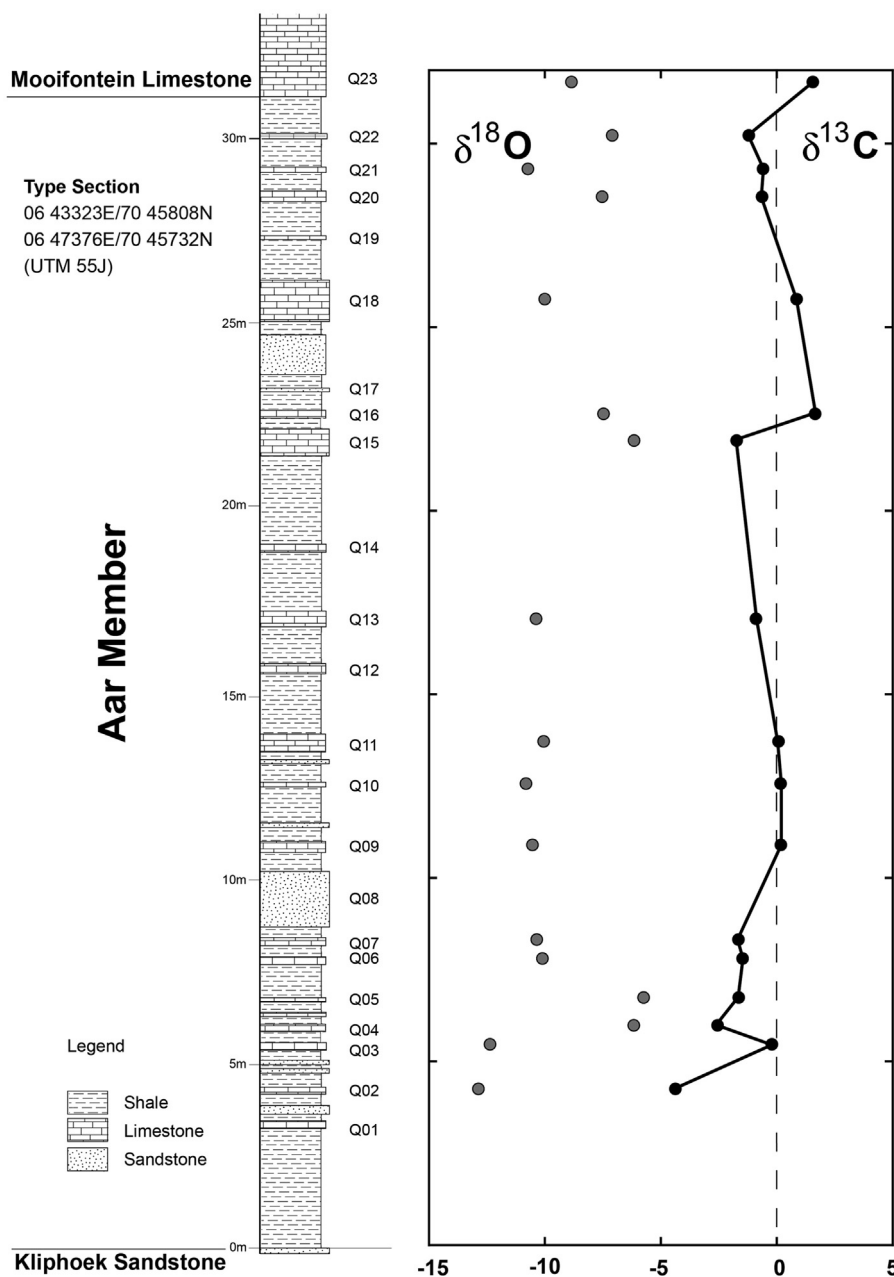 Mooifontein Limestone
Q23
30m
Q22
δ18O
δ13C
Q21
Type Section
06 43323E/70 45808N
06 47376E/70 45732N
(UTM 55J)
Q20
Q19
Q18
25m
Q17
Q16
Q15
20m
Q14
Aar Member
Q13
Q12
15m
Q11
Q10
Q09
10m
Q08
Q07
Q06
Q05
Q04
Legend
Q03
5m
Q02
Shale
Limestone
Q01
Sandstone
0m
Kliphoek Sandstone
-15 -10 -5 0 5